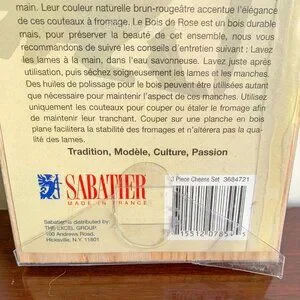 main. Leur couleur naturelle brun-rougeâtre accentue l'élégance
de ces couteaux à fromage. Le Bois de Rose est un bois durable
mais, pour préserver la beauté de cet ensemble, nous vous
recommandons de suivre les conseils d'entretien suivant : Lavez
les lames à la main, dans l'eau savonneuse. Lavez juste après
utilisation, puis séchez soigneusement les lames et les manches.
Des huiles de polissage pour le bois peuvent être utilisées autant
que nécessaire pour maintenir l'aspect de ces manches. Utilisez
uniquement les couteaux pour couper ou étaler le fromage afin
de maintenir leur tranchant. Couper sur une planche en bois
plane facilitera la stabilité des fromages et n'altérera pas la qua-
lité des lames.
Tradition, Modèle, Culture, Passion
SABATIER
MADE IN FRANCE
3 Piece Cheese Set 3684721
Sabatier is distributed by:
THE EXCEL GROUP
100 Andrews Road,
Hicksville, N.Y. 11801